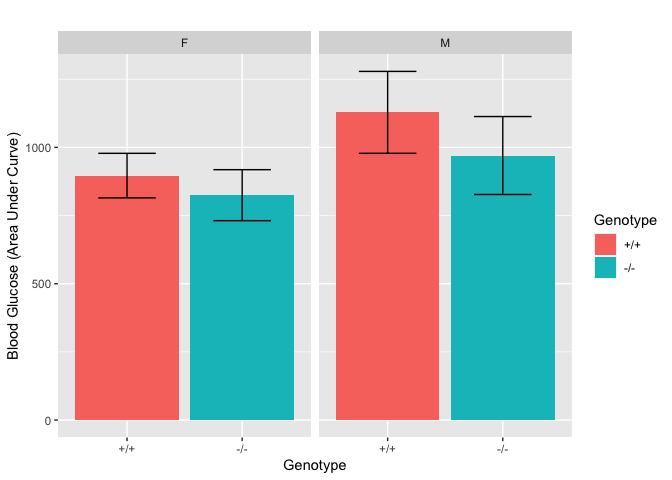 F
M
Blood Glucose (Area Under Curve)
1000
500
0
+/+
-/-
+/+
-/-
Genotype
Genotype
+/+
-/-